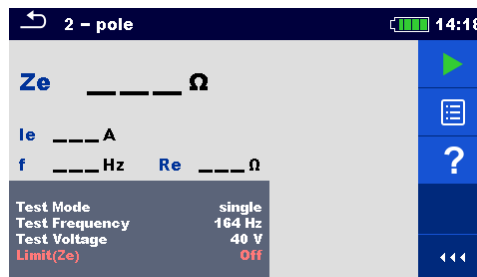 2 – pole 14:18
Ze ___ Ω
Ie ___ A
f ___ Hz Re ___ Ω
?
Test Mode single
Test Frequency 164 Hz
Test Voltage 40 V
Limit(Ze) Off